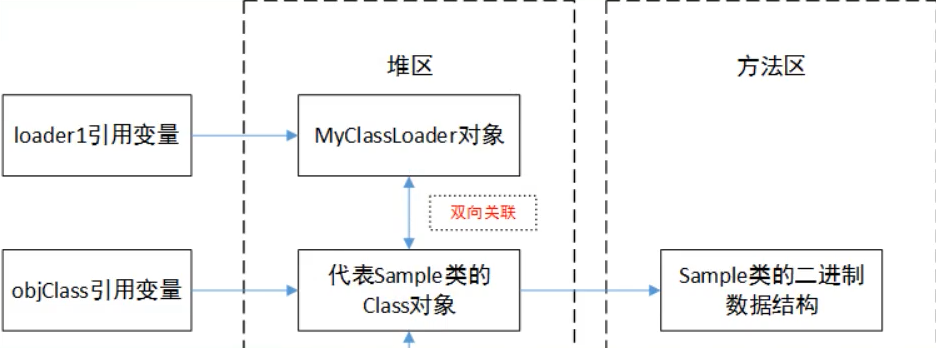 堆区
方法区
loader1引用变量
MyClassLoader对象
双向关联
objClass引用变量
代表Sample类的
Class对象
Sample类的二进制
数据结构